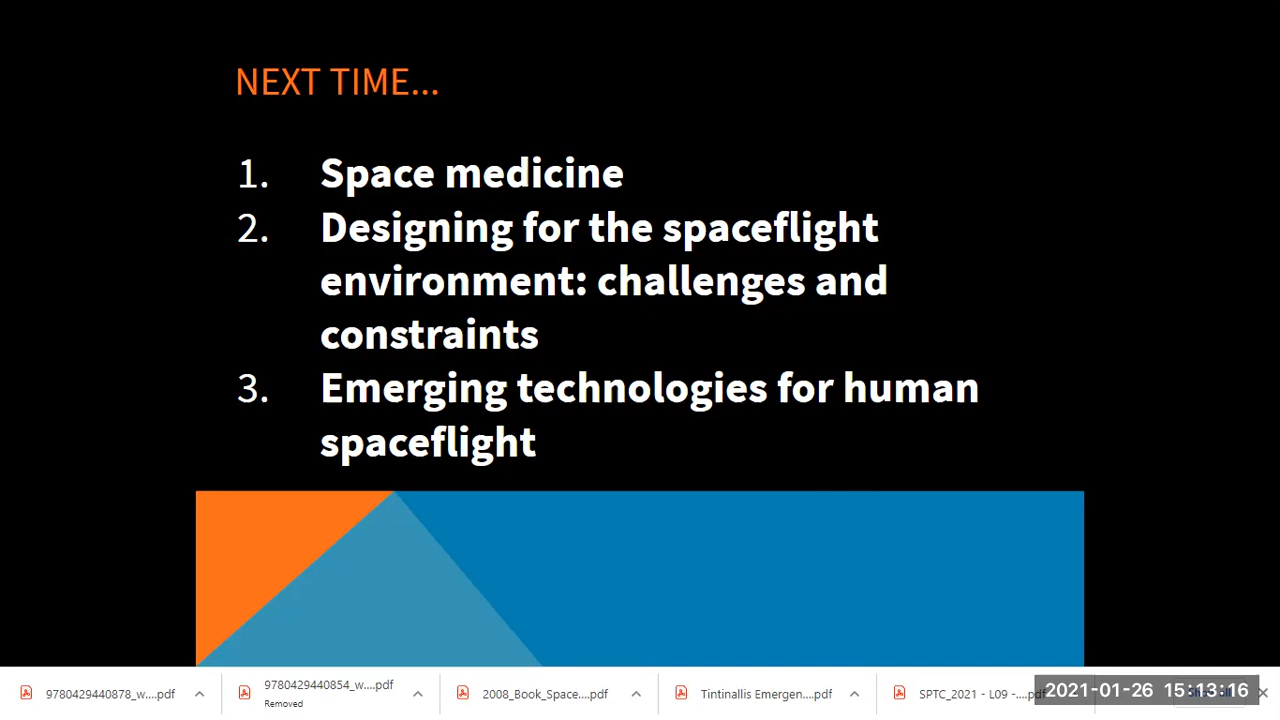 NEXT TIME...
1. Space medicine
2. Designing for the spaceflight
environment: challenges and
constraints
3. Emerging technologies for human
spaceflight
9780429440878_w....pdf
9780429440854_w....pdf
Removed
2008_Book_Space....pdf
Tintinallis Emergen....pdf
SPTC_2021 - L09 -....pdf
2021-01-26 15:13:16